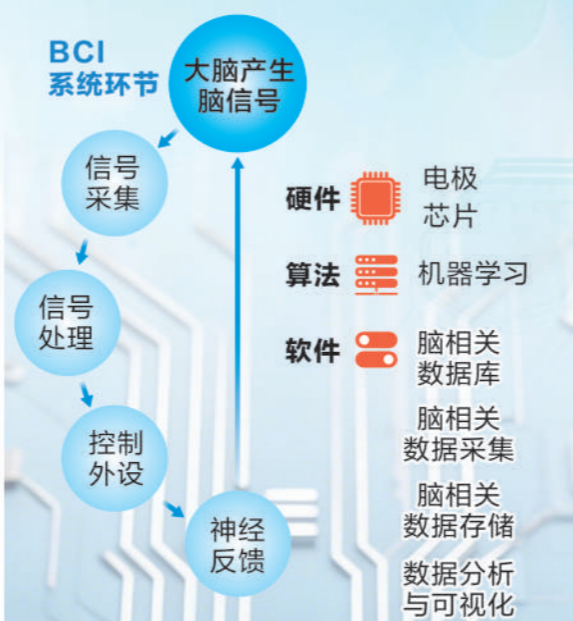 BCI
系统环节
大脑产生
脑信号
信号
采集
信号
处理
控制
外设
神经
反馈
硬件
电极
芯片
算法
机器学习
软件
脑相关
数据库
脑相关
数据采集
脑相关
数据存储
数据分析
与可视化